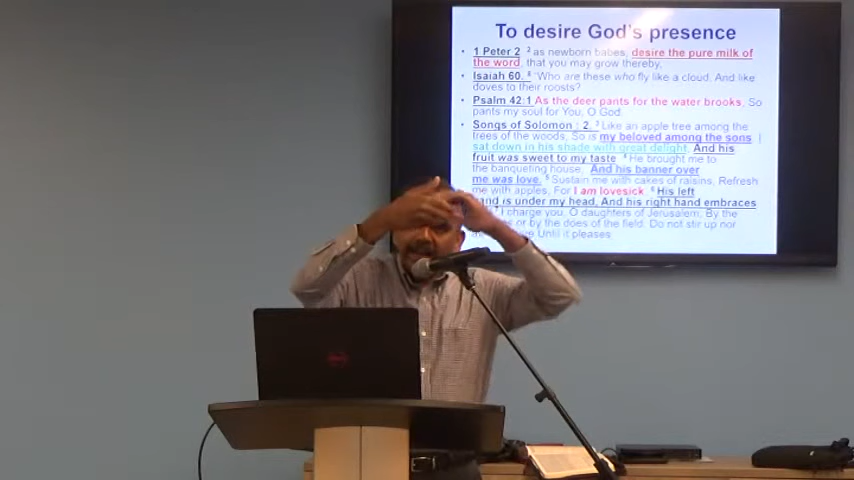 To desire God's presence
• 1 Peter 2 ²as newborn babes, desire the pure milk of
the word, that you may grow thereby,
• Isaiah 60. ⁸ "Who are these who fly like a cloud, And like
doves to their roosts?
• Psalm 42:1 As the deer pants for the water brooks, So
pants my soul for You, O God.
• Songs of Solomon : 2. ³ Like an apple tree among the
trees of the woods, So is my beloved among the sons. I
sat down in his shade with great delight, And his
fruit was sweet to my taste. ⁴ He brought me to
the banqueting house, And his banner over
me was love. ⁵ Sustain me with cakes of raisins, Refresh
me with apples, For I am lovesick. ⁶ His left
hand is under my head, And his right hand embraces
⁷ I charge you, O daughters of Jerusalem, By the
or by the does of the field, Do not stir up nor
Until it pleases.
DELL